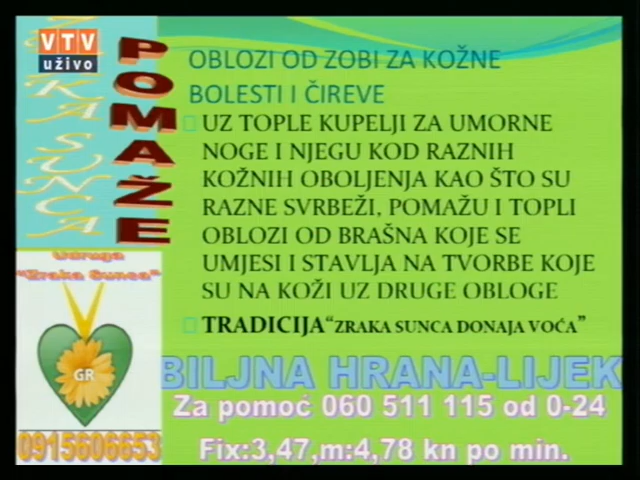 VTV
uživo
ZRAKA SUNCA
POMAŽE
OBLOZI OD ZOBI ZA KOŽNE
BOLESTI I ČIREVE
UZ TOPLE KUPELJI ZA UMORNE
NOGE I NJEGU KOD RAZNIH
KOŽNIH OBOLJENJA KAO ŠTO SU
RAZNE SVRBEŽI, POMAŽU I TOPLI
OBLOZI OD BRAŠNA KOJE SE
UMJESI I STAVLJA NA TVORBE KOJE
SU NA KOŽI UZ DRUGE OBLOGE
TRADICIJA“ZRAKA SUNCA DONAJA VOĆA”
Udruga
"Zraka Sunca"
GR
0915606653
BILJNA HRANA-LIJEK
Za pomoć 060 511 115 od 0-24
Fix:3,47,m:4,78 kn po min.